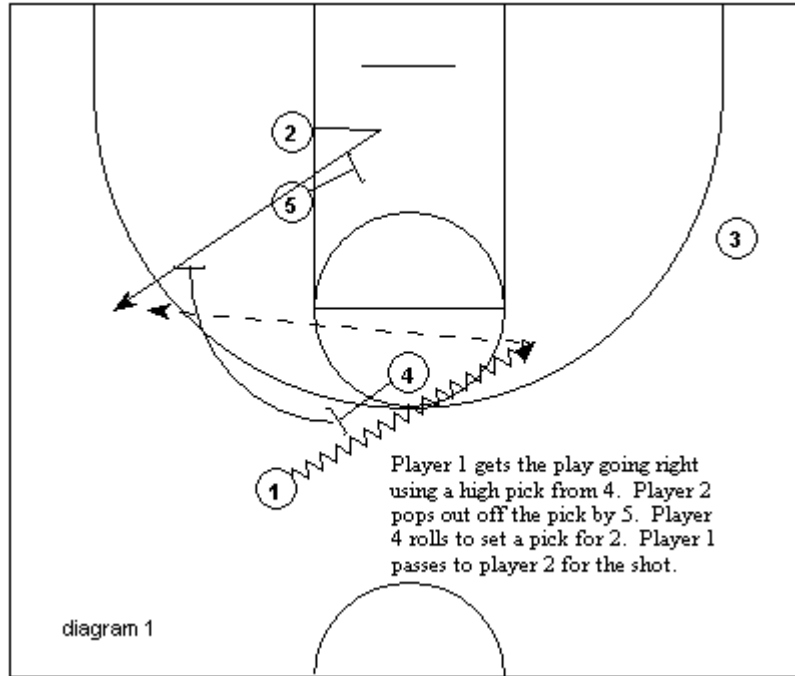 2
5
3
4
1
Player 1 gets the play going right
using a high pick from 4. Player 2
pops out off the pick by 5. Player
4 rolls to set a pick for 2. Player 1
passes to player 2 for the shot.
diagram 1